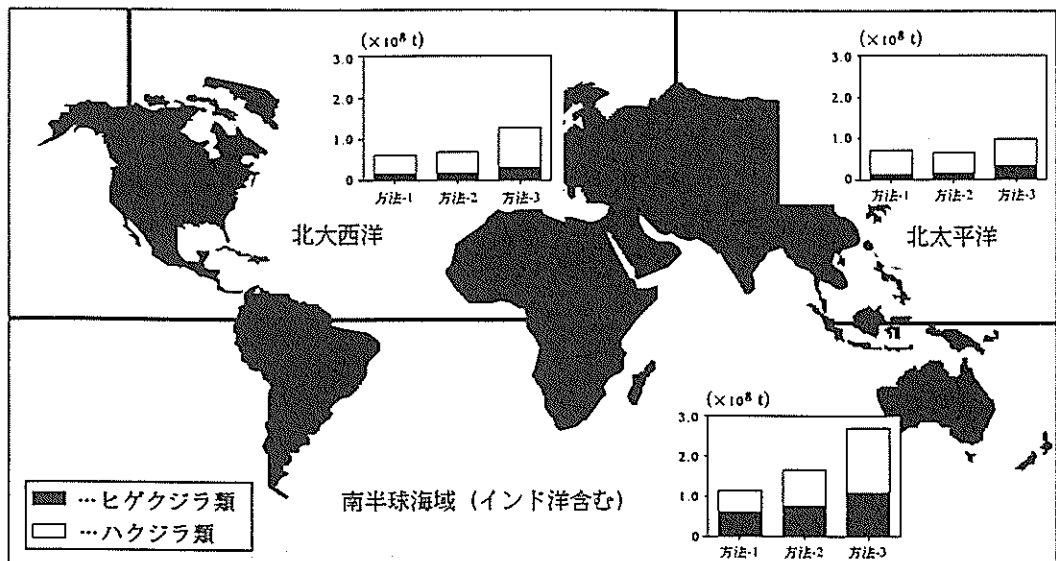 (×10⁸ t)
3.0
2.0
1.0
0
方法-1 方法-2 方法-3
北大西洋
(×10⁸ t)
3.0
2.0
1.0
0
方法-1 方法-2 方法-3
北太平洋
(×10⁸ t)
3.0
2.0
1.0
0
方法-1 方法-2 方法-3
南半球海域（インド洋含む）
…ヒゲクジラ類
…ハクジラ類